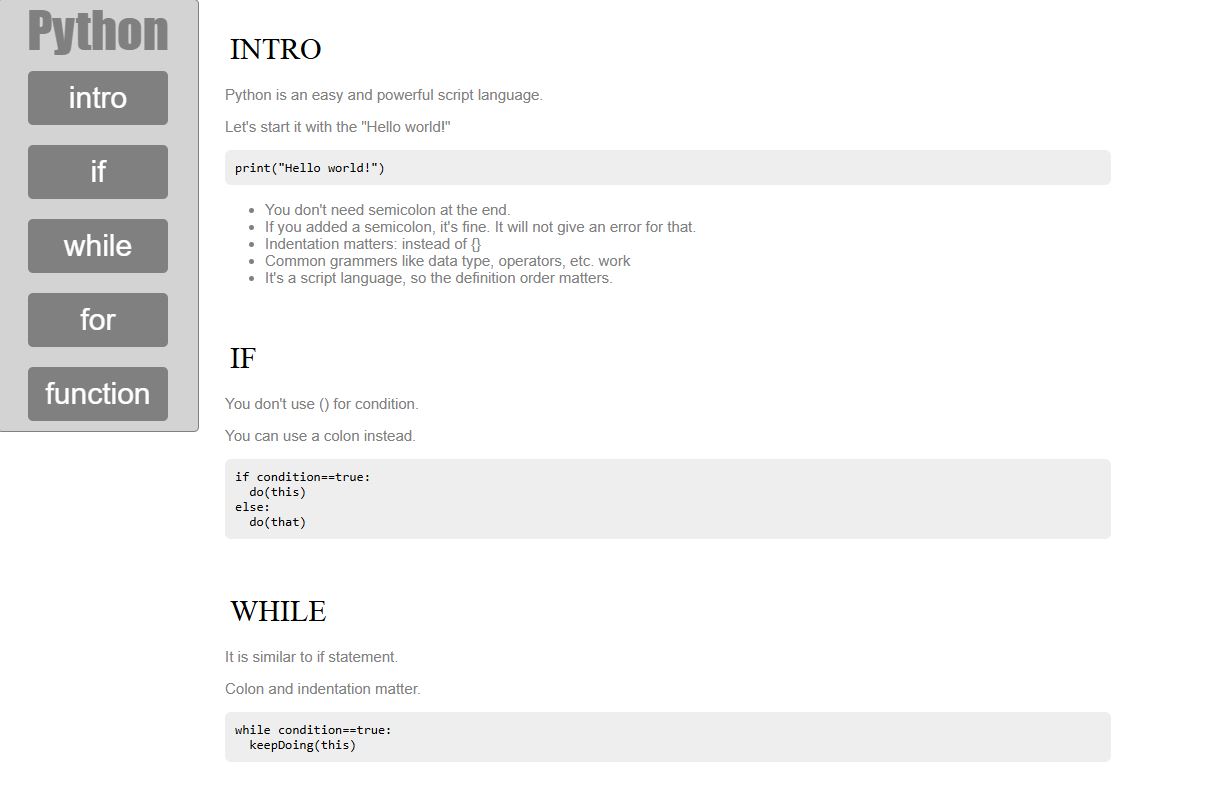 Python
intro
if
while
for
function
INTRO
Python is an easy and powerful script language.
Let's start it with the "Hello world!"
print("Hello world!")
You don't need semicolon at the end.
If you added a semicolon, it's fine. It will not give an error for that.
Indentation matters: instead of {}
Common grammers like data type, operators, etc. work
It's a script language, so the definition order matters.
IF
You don't use () for condition.
You can use a colon instead.
if condition==true:
  do(this)
else:
  do(that)
WHILE
It is similar to if statement.
Colon and indentation matter.
while condition==true:
  keepDoing(this)